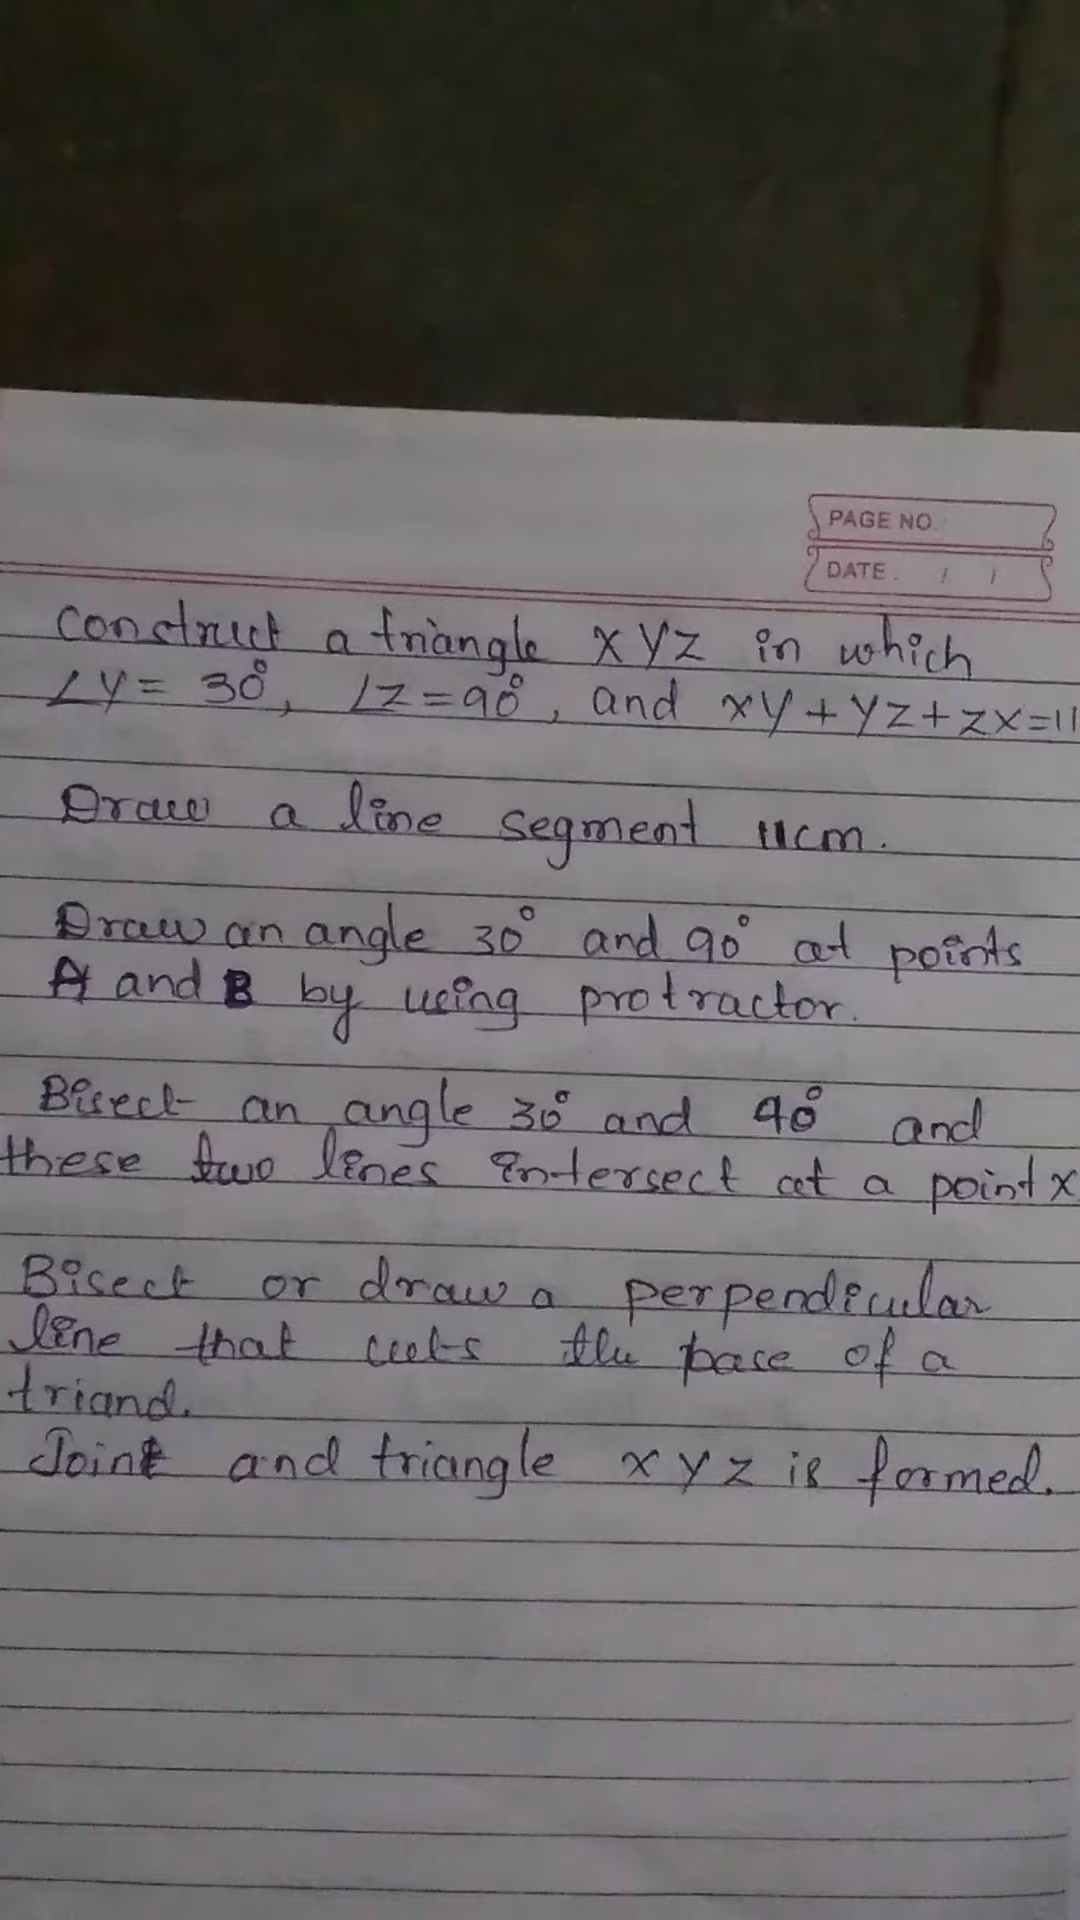 PAGE NO.
DATE. / /
construct a triangle XYZ in which
∠Y = 30°, ∠Z = 90°, and XY + YZ + ZX = 11
Draw a line segment 11cm.
Draw an angle 30° and 90° at points
A and B by using protractor.
Bisect an angle 30° and 90° and
these two lines intersect at a point x
Bisect or draw a perpendicular
line that cuts the base of a
triand.
Joint and triangle x y z is formed.